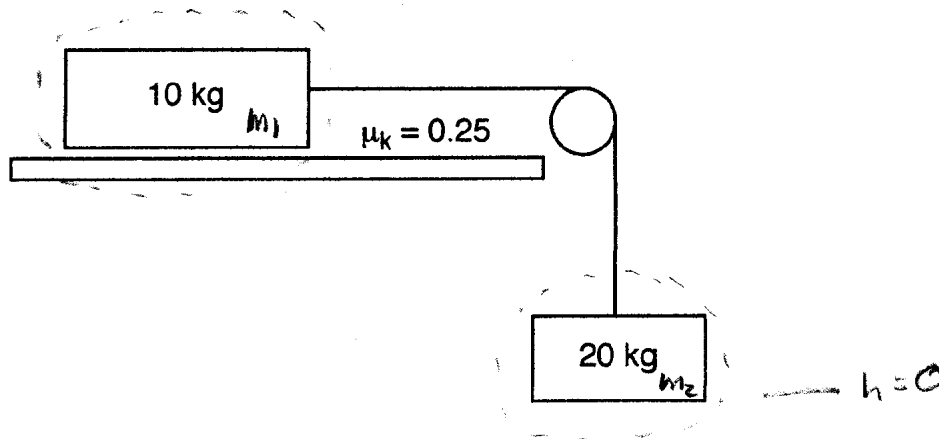 10 kg
m₁
μₖ = 0.25
20 kg
m₂
h = 0